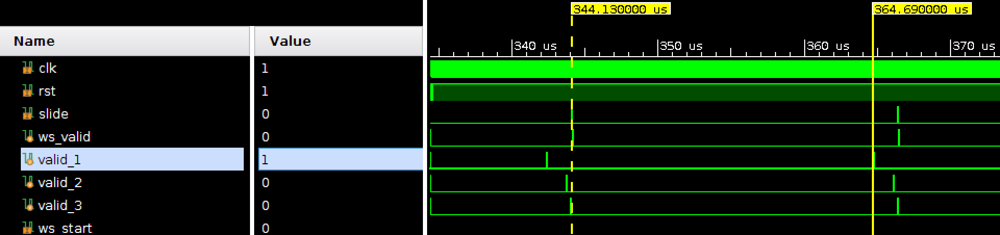 344.130000 us 364.690000 us
Name Value 340 us 350 us 360 us 370 us
clk 1
rst 1
slide 0
ws_valid 0
valid_1 1
valid_2 0
valid_3 0
ws_start 0